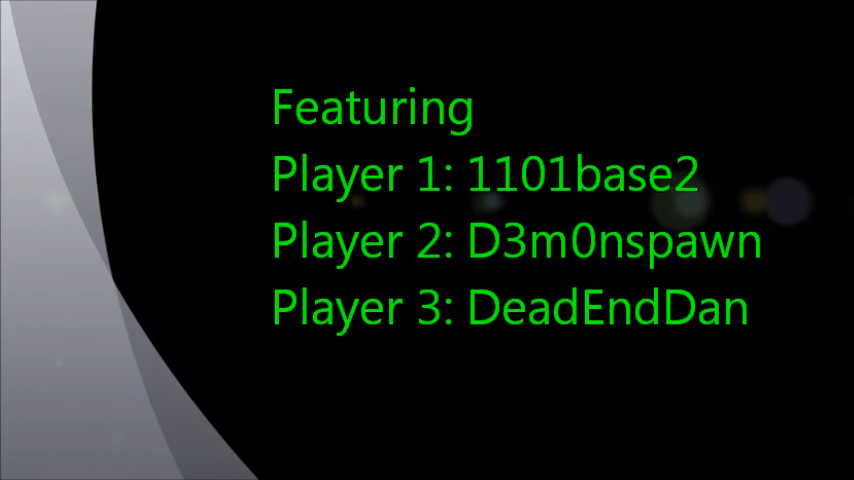 Featuring
Player 1: 1101base2
Player 2: D3m0nspawn
Player 3: DeadEndDan